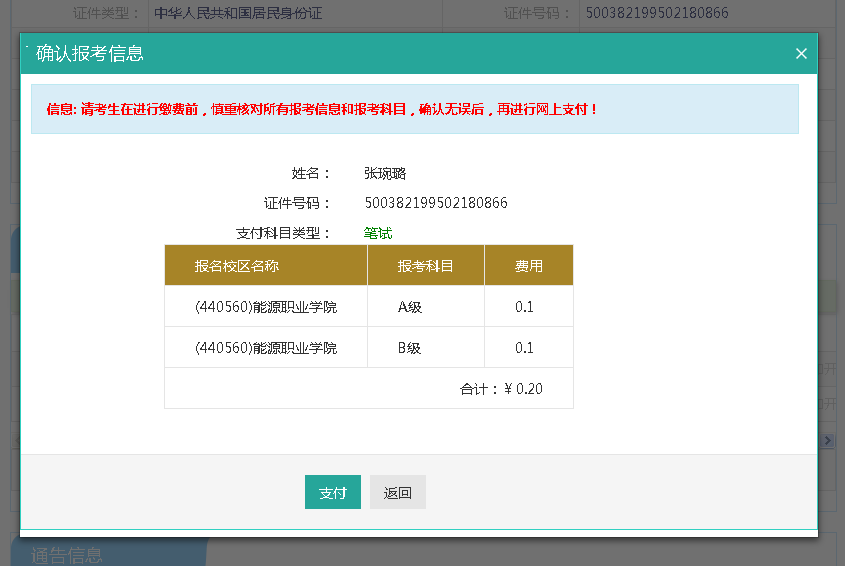 证件类型： 中华人民共和国居民身份证 证件号码： 500382199502180866
确认报考信息
信息: 请考生在进行缴费前，慎重核对所有报考信息和报考科目，确认无误后，再进行网上支付！
姓名： 张琬璐
证件号码： 500382199502180866
支付科目类型： 笔试
报名校区名称 报考科目 费用
(440560)能源职业学院 A级 0.1
(440560)能源职业学院 B级 0.1
合计：¥ 0.20
支付 返回
通告信息